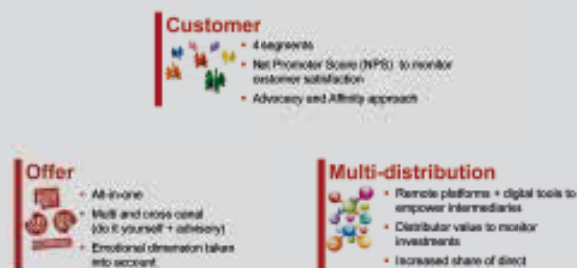 Customer
4 segments
Net Promoter Score (NPS) to monitor
customer satisfaction
Advocacy and Affinity approach
Offer
All-in-one
Multi and cross canal
(do it yourself + advisory)
Emotional dimension taken
into account
Multi-distribution
Remote platforms + digital tools to
empower intermediaries
Distributor value to monitor
investments
Increased share of direct